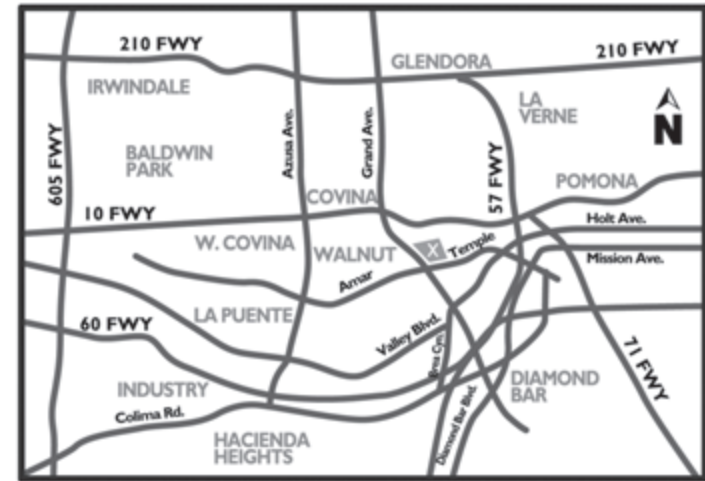 210 FWY
GLENDORA
210 FWY
IRWINDALE
LA
VERNE
N
Azusa Ave.
Grand Ave.
605 FWY
BALDWIN
PARK
57 FWY
POMONA
COVINA
10 FWY
Holt Ave.
W. COVINA
WALNUT
X
Temple
Mission Ave.
Amar
LA PUENTE
60 FWY
Valley Blvd.
Brea Cyn.
71 FWY
INDUSTRY
DIAMOND
BAR
Colima Rd.
Diamond Bar Blvd.
HACIENDA
HEIGHTS